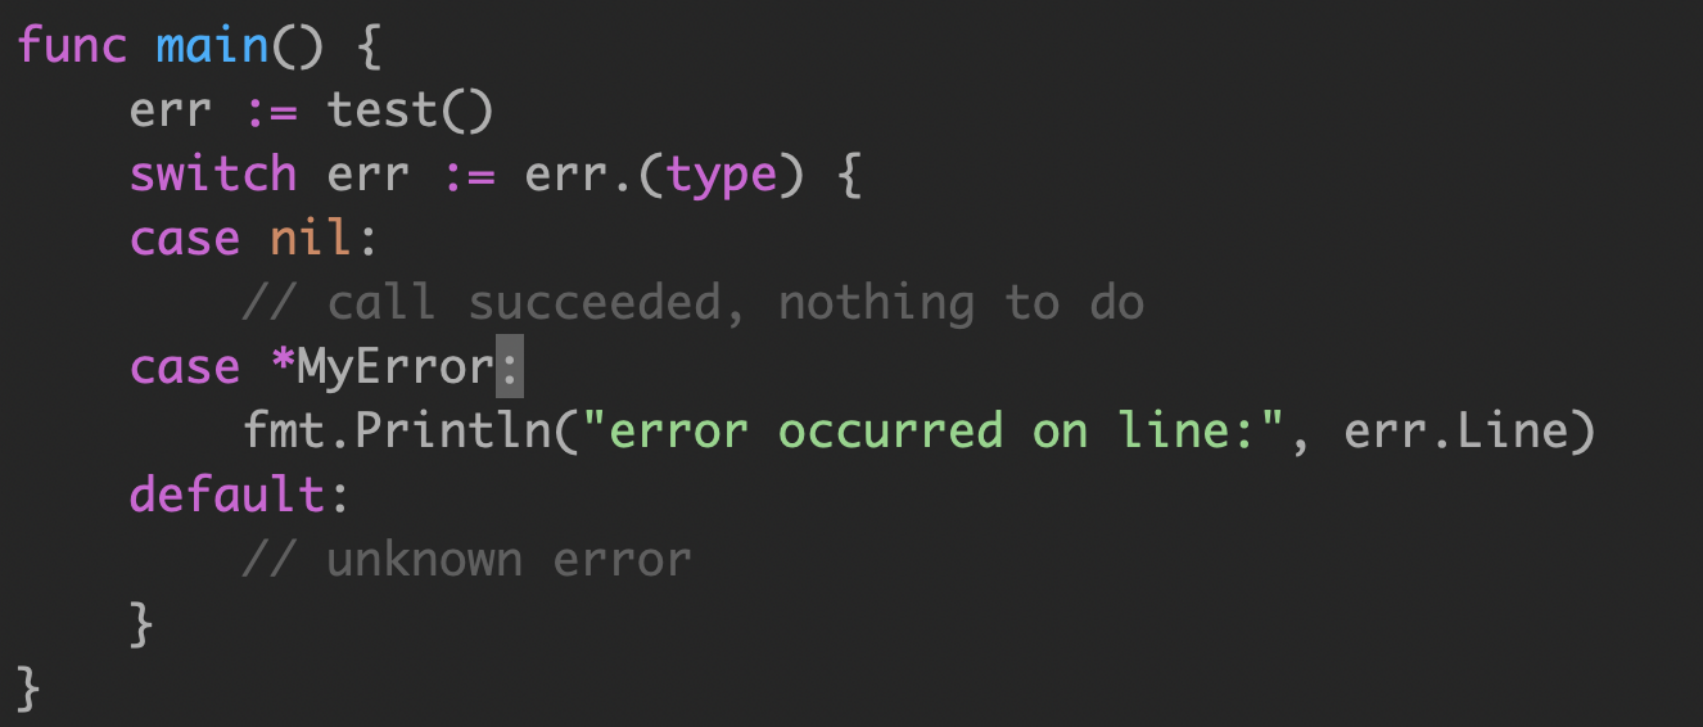 func main() {
    err := test()
    switch err := err.(type) {
    case nil:
        // call succeeded, nothing to do
    case *MyError:
        fmt.Println("error occurred on line:", err.Line)
    default:
        // unknown error
    }
}